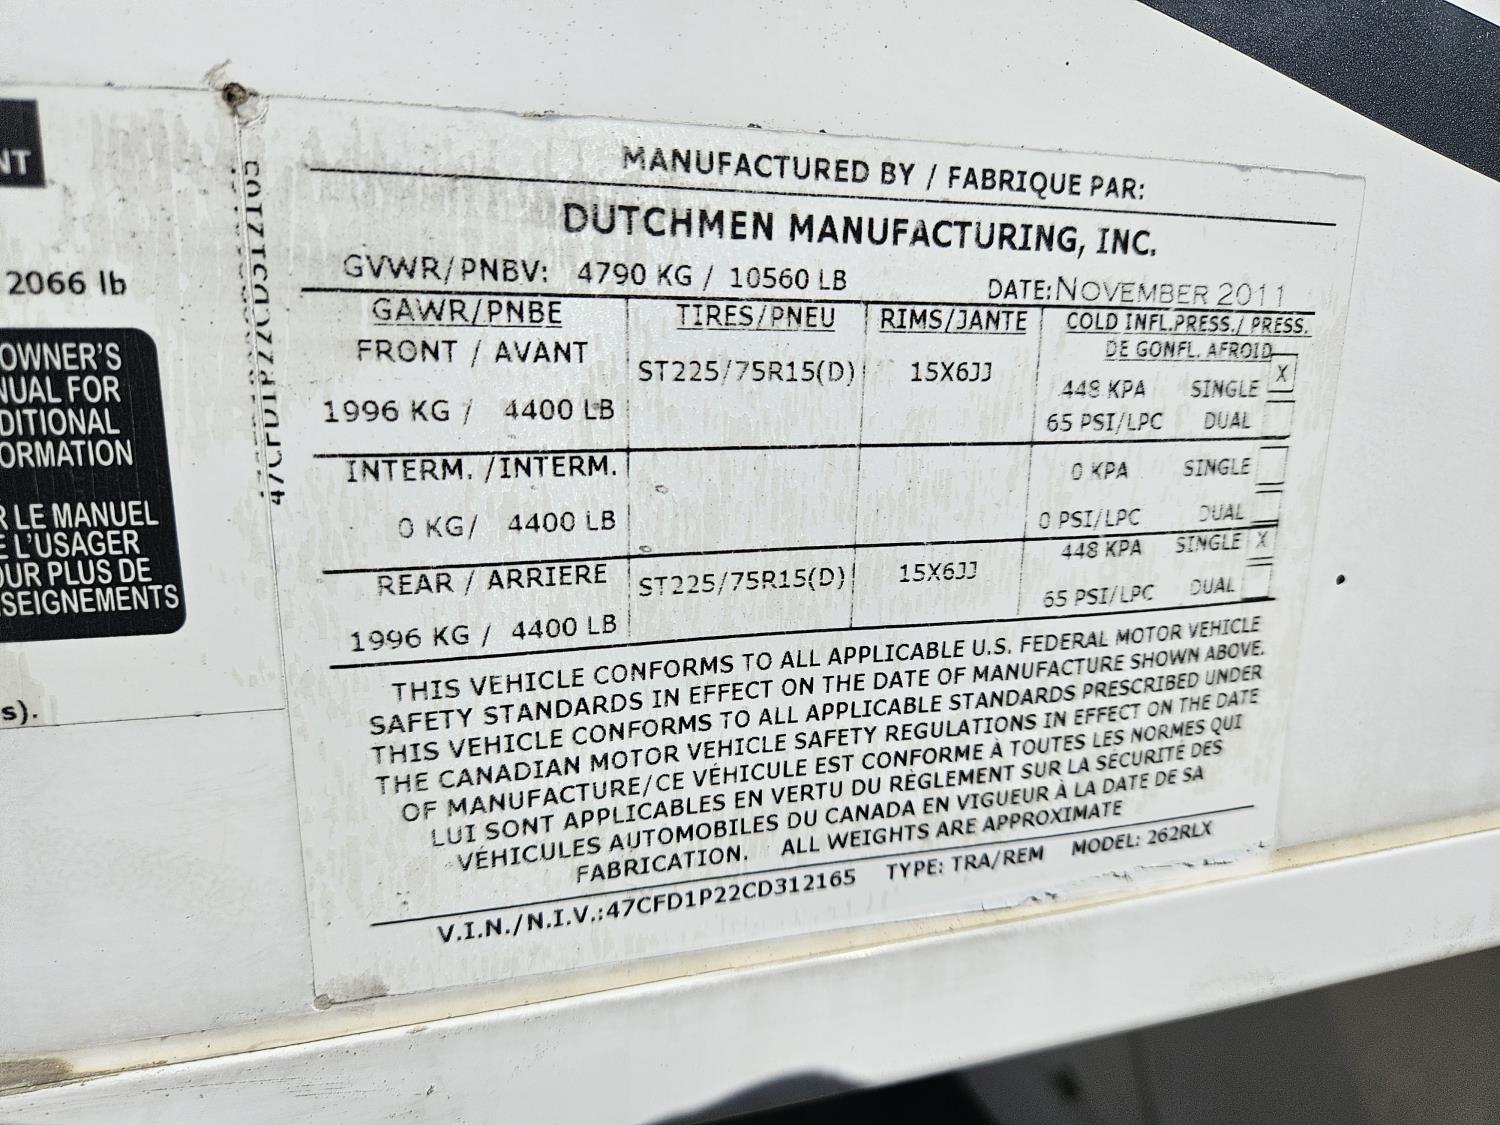 NT
2066 lb
OWNER'S
NUAL FOR
DITIONAL
ORMATION
R LE MANUEL
E L'USAGER
OUR PLUS DE
SEIGNEMENTS
s).
MANUFACTURED BY / FABRIQUE PAR:
DUTCHMEN MANUFACTURING, INC.
GVWR/PNBV: 4790 KG / 10560 LB DATE: NOVEMBER 2011
GAWR/PNBE TIRES/PNEU RIMS/JANTE COLD INFL.PRESS./ PRESS.
DE GONFL. AFROID
FRONT / AVANT ST225/75R15(D) 15X6JJ 448 KPA SINGLE X
1996 KG / 4400 LB 65 PSI/LPC DUAL
INTERM. /INTERM. 0 KPA SINGLE
0 KG/ 4400 LB 0 PSI/LPC DUAL
REAR / ARRIERE ST225/75R15(D) 15X6JJ 448 KPA SINGLE X
1996 KG / 4400 LB 65 PSI/LPC DUAL
THIS VEHICLE CONFORMS TO ALL APPLICABLE U.S. FEDERAL MOTOR VEHICLE
SAFETY STANDARDS IN EFFECT ON THE DATE OF MANUFACTURE SHOWN ABOVE.
THIS VEHICLE CONFORMS TO ALL APPLICABLE STANDARDS PRESCRIBED UNDER
THE CANADIAN MOTOR VEHICLE SAFETY REGULATIONS IN EFFECT ON THE DATE
OF MANUFACTURE/CE VÉHICULE EST CONFORME À TOUTES LES NORMES QUI
LUI SONT APPLICABLES EN VERTU DU RÈGLEMENT SUR LA SÉCURITÉ DES
VÉHICULES AUTOMOBILES DU CANADA EN VIGUEUR À LA DATE DE SA
FABRICATION. ALL WEIGHTS ARE APPROXIMATE
V.I.N./N.I.V.:47CFD1P22CD312165 TYPE: TRA/REM MODEL: 262RLX